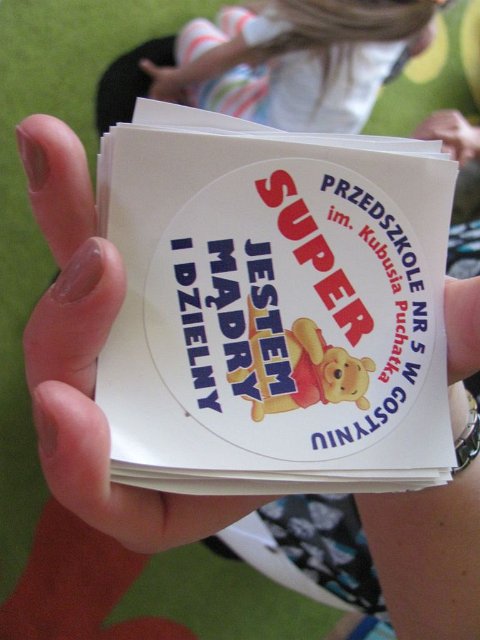 PRZEDSZKOLE NR 5 W GOSTYNIU
im. Kubusia Puchatka
SUPER
JESTEM
MĄDRY
I DZIELNY